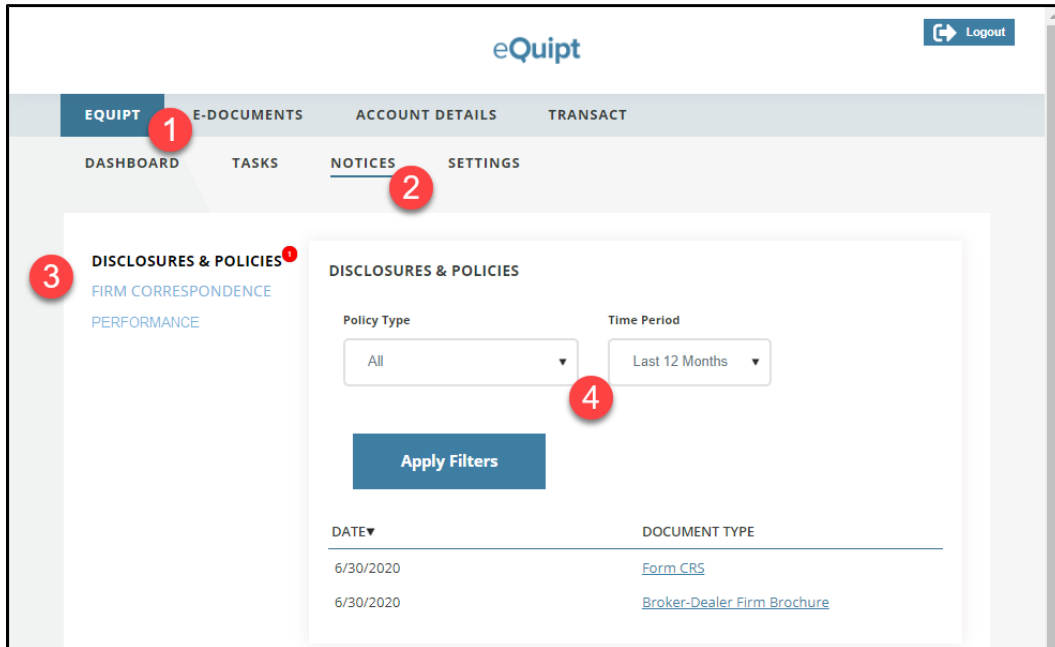 eQuipt
Logout
EQUIPT E-DOCUMENTS ACCOUNT DETAILS TRANSACT
1
DASHBOARD TASKS NOTICES SETTINGS
2
DISCLOSURES & POLICIES 1
3
FIRM CORRESPONDENCE
PERFORMANCE
DISCLOSURES & POLICIES
Policy Type Time Period
All ▼ Last 12 Months ▼
4
Apply Filters
DATE▼ DOCUMENT TYPE
6/30/2020 Form CRS
6/30/2020 Broker-Dealer Firm Brochure